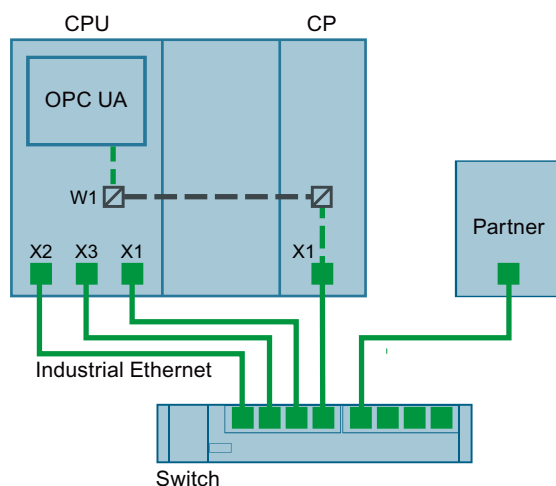 CPU
CP
OPC UA
W1
Partner
X2
X3
X1
X1
Industrial Ethernet
Switch